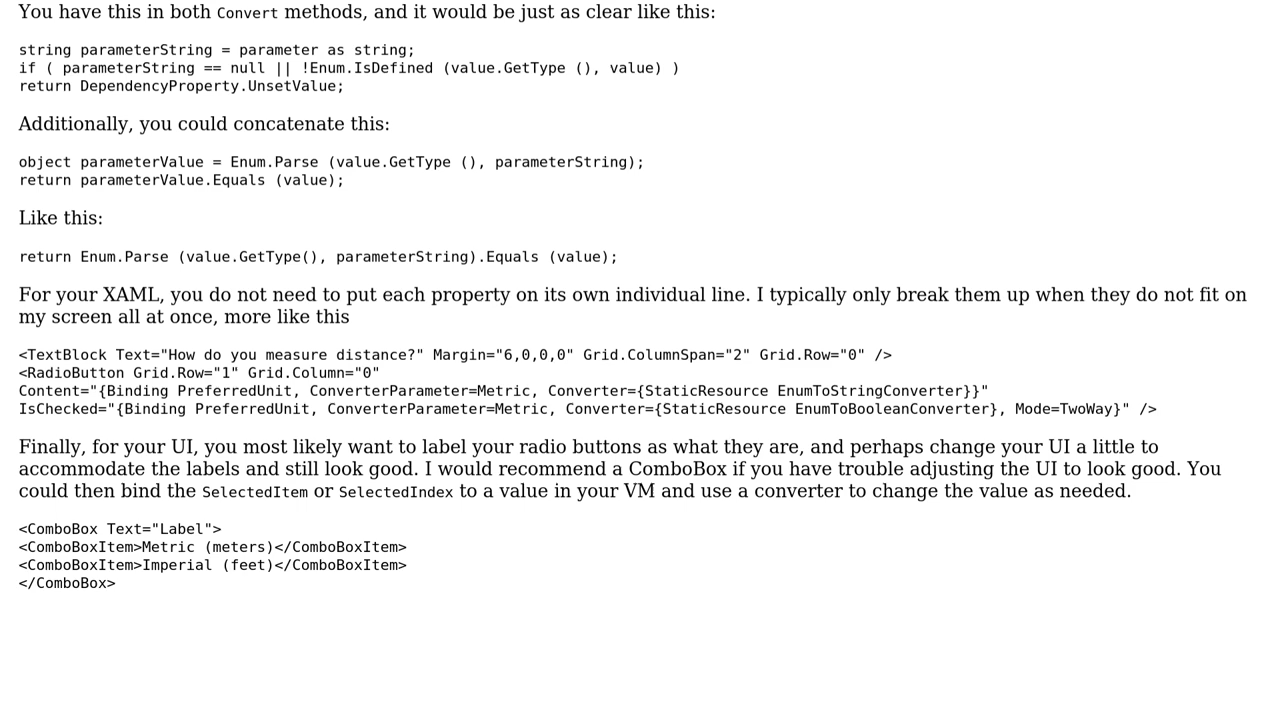 You have this in both Convert methods, and it would be just as clear like this:
string parameterString = parameter as string;
if ( parameterString == null || !Enum.IsDefined (value.GetType (), value) )
return DependencyProperty.UnsetValue;
Additionally, you could concatenate this:
object parameterValue = Enum.Parse (value.GetType (), parameterString);
return parameterValue.Equals (value);
Like this:
return Enum.Parse (value.GetType(), parameterString).Equals (value);
For your XAML, you do not need to put each property on its own individual line. I typically only break them up when they do not fit on
my screen all at once, more like this
<TextBlock Text="How do you measure distance?" Margin="6,0,0,0" Grid.ColumnSpan="2" Grid.Row="0" />
<RadioButton Grid.Row="1" Grid.Column="0"
Content="{Binding PreferredUnit, ConverterParameter=Metric, Converter={StaticResource EnumToStringConverter}}"
IsChecked="{Binding PreferredUnit, ConverterParameter=Metric, Converter={StaticResource EnumToBooleanConverter}, Mode=TwoWay}" />
Finally, for your UI, you most likely want to label your radio buttons as what they are, and perhaps change your UI a little to
accommodate the labels and still look good. I would recommend a ComboBox if you have trouble adjusting the UI to look good. You
could then bind the SelectedItem or SelectedIndex to a value in your VM and use a converter to change the value as needed.
<ComboBox Text="Label">
<ComboBoxItem>Metric (meters)</ComboBoxItem>
<ComboBoxItem>Imperial (feet)</ComboBoxItem>
</ComboBox>